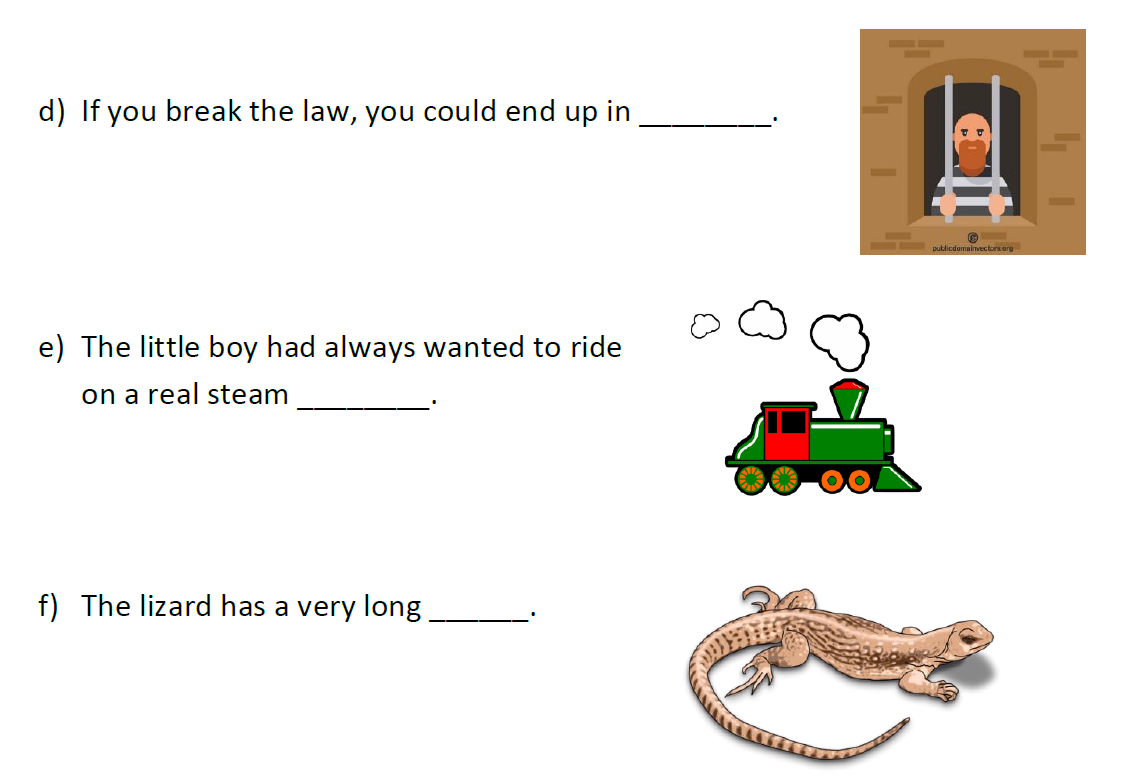 d) If you break the law, you could end up in ________.
publicdomainvectors.org
e) The little boy had always wanted to ride
on a real steam ________.
f) The lizard has a very long ______.